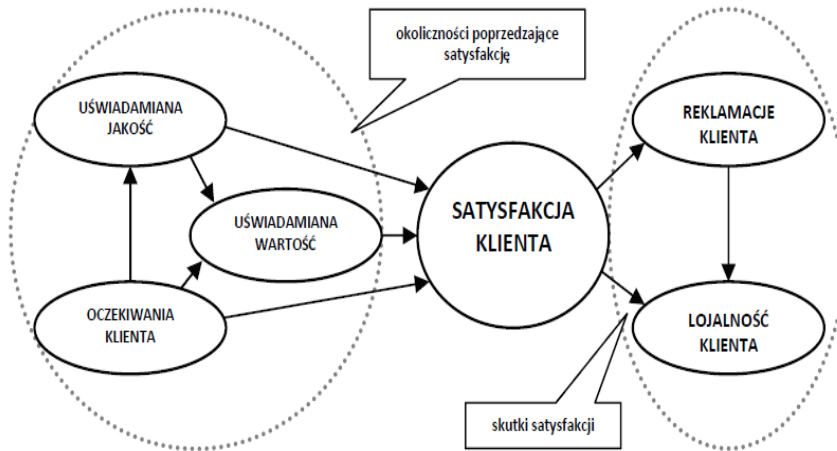 okoliczności poprzedzające
satysfakcję
UŚWIADAMIANA
JAKOŚĆ
REKLAMACJE
KLIENTA
UŚWIADAMIANA
WARTOŚĆ
SATYSFAKCJA
KLIENTA
OCZEKIWANIA
KLIENTA
LOJALNOŚĆ
KLIENTA
skutki satysfakcji